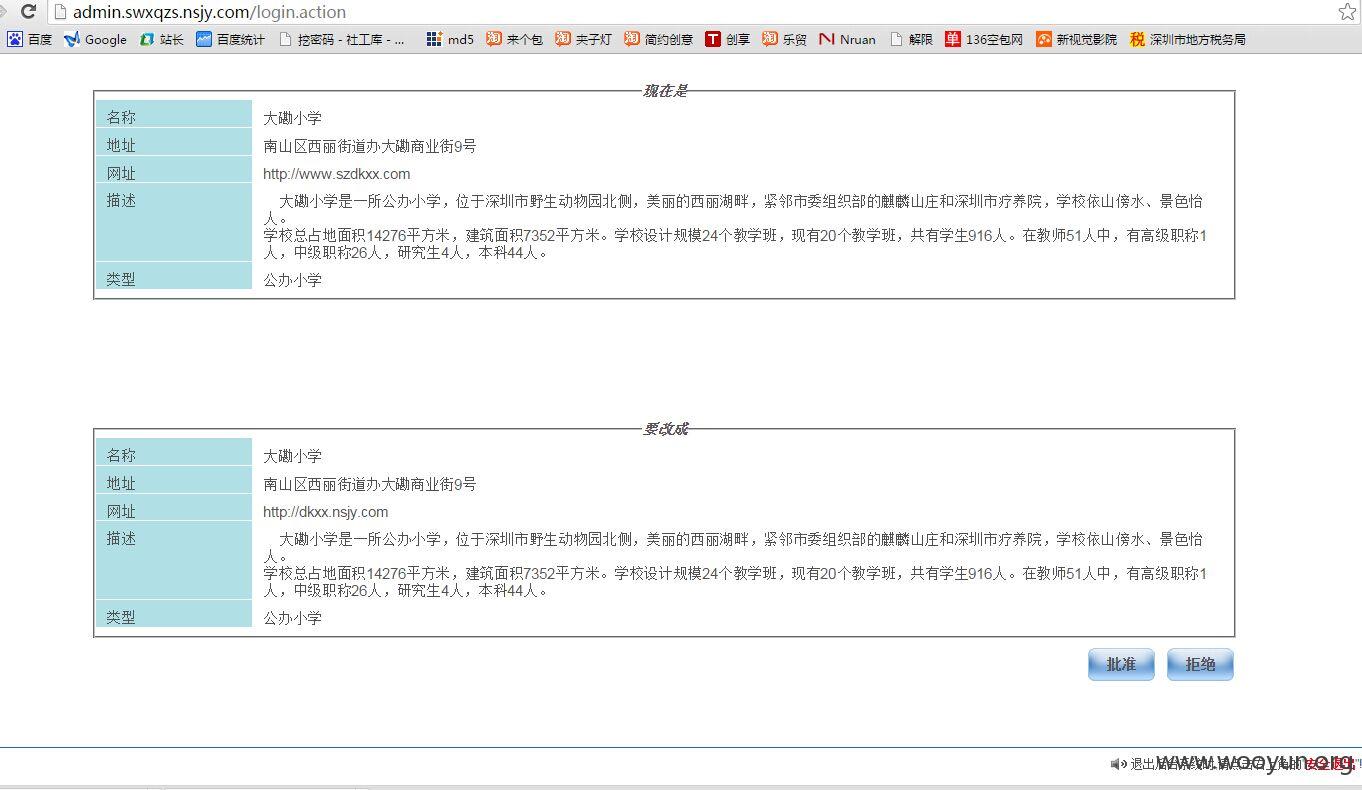 admin.swxqzs.nsjy.com/login.action
百度 Google 站长 百度统计 挖密码 - 社工库 - ... md5 来个包 夹子灯 简约创意 创享 乐贸 Nruan 解限 136空包网 新视觉影院 深圳市地方税务局
现在是
名称 大磡小学
地址 南山区西丽街道办大磡商业街9号
网址 http://www.szdkxx.com
描述 大磡小学是一所公办小学，位于深圳市野生动物园北侧，美丽的西丽湖畔，紧邻市委组织部的麒麟山庄和深圳市疗养院，学校依山傍水、景色怡
人。
学校总占地面积14276平方米，建筑面积7352平方米。学校设计规模24个教学班，现有20个教学班，共有学生916人。在教师51人中，有高级职称1
人，中级职称26人，研究生4人，本科44人。
类型 公办小学
要改成
名称 大磡小学
地址 南山区西丽街道办大磡商业街9号
网址 http://dkxx.nsjy.com
描述 大磡小学是一所公办小学，位于深圳市野生动物园北侧，美丽的西丽湖畔，紧邻市委组织部的麒麟山庄和深圳市疗养院，学校依山傍水、景色怡
人。
学校总占地面积14276平方米，建筑面积7352平方米。学校设计规模24个教学班，现有20个教学班，共有学生916人。在教师51人中，有高级职称1
人，中级职称26人，研究生4人，本科44人。
类型 公办小学
批准 拒绝
退出 安全退出"!
www.wooyun.org